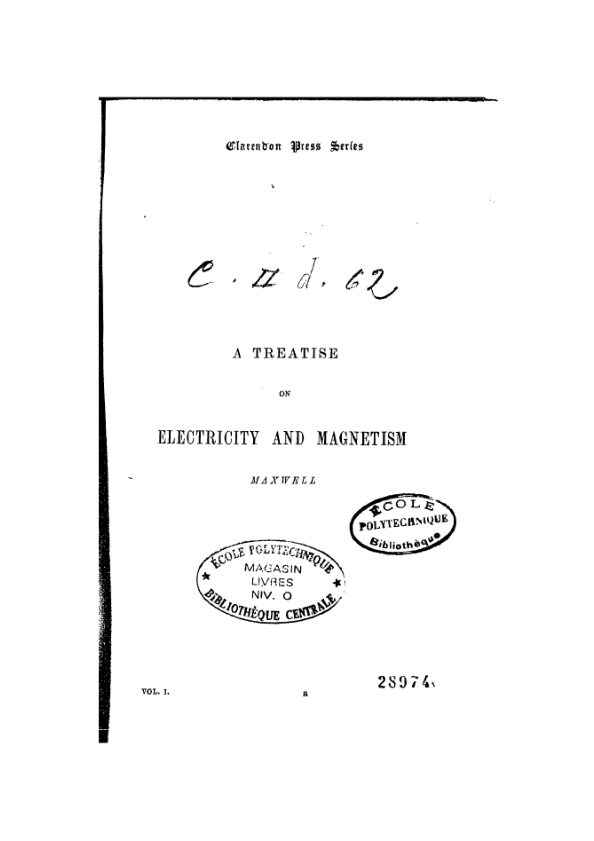 Clarendon Press Series
C. II d. 62
A TREATISE
ON
ELECTRICITY AND MAGNETISM
MAXWELL
ÉCOLE
POLYTECHNIQUE
Bibliothèque
ÉCOLE POLYTECHNIQUE
MAGASIN
LIVRES
NIV. O
BIBLIOTHÈQUE CENTRALE
28974
VOL. I.
a